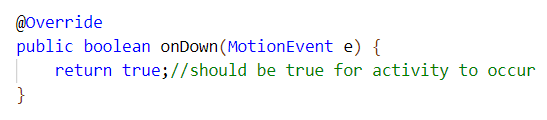 @Override
public boolean onDown(MotionEvent e) {
    return true;//should be true for activity to occur
}